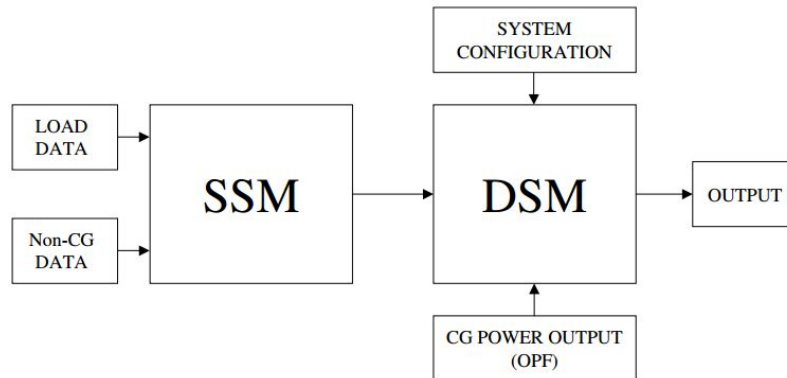 SYSTEM
CONFIGURATION
LOAD
DATA
Non-CG
DATA
SSM
DSM
OUTPUT
CG POWER OUTPUT
(OPF)